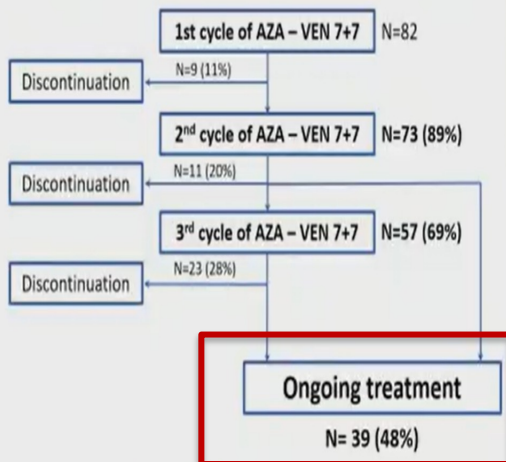 1st cycle of AZA – VEN 7+7 N=82
N=9 (11%)
Discontinuation
2nd cycle of AZA – VEN 7+7 N=73 (89%)
N=11 (20%)
Discontinuation
3rd cycle of AZA – VEN 7+7 N=57 (69%)
N=23 (28%)
Discontinuation
Ongoing treatment
N= 39 (48%)